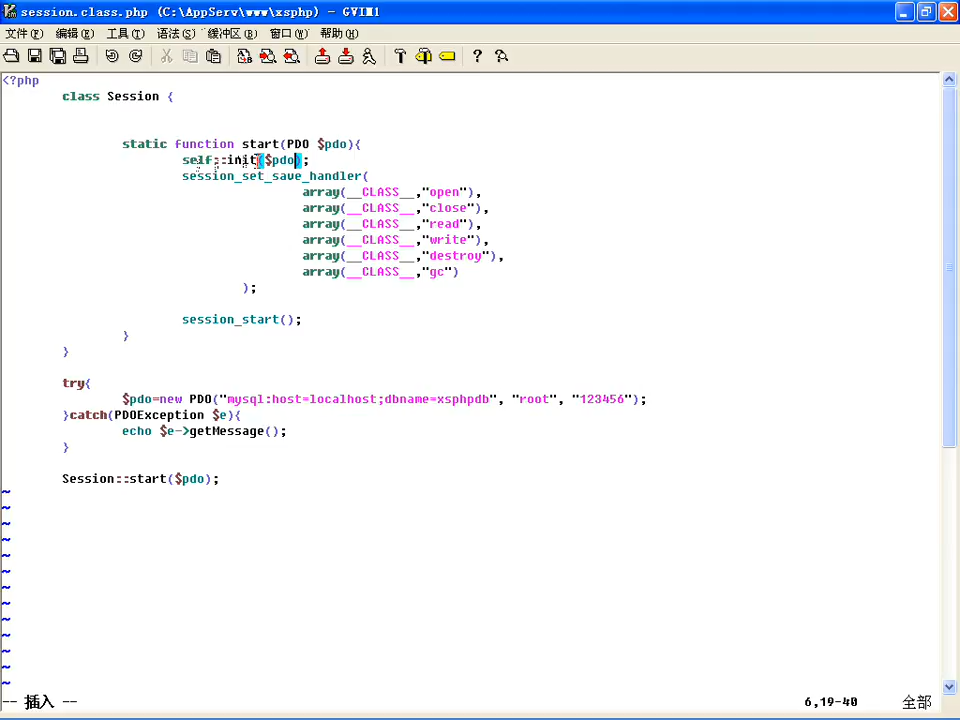 session.class.php (C:\AppServ\www\xsphp) - GVIM1
文件(F) 编辑(E) 工具(T) 语法(S) 缓冲区(B) 窗口(W) 帮助(H)
<?php
class Session {
static function start(PDO $pdo){
self::init($pdo);
session_set_save_handler(
array(__CLASS__,"open"),
array(__CLASS__,"close"),
array(__CLASS__,"read"),
array(__CLASS__,"write"),
array(__CLASS__,"destroy"),
array(__CLASS__,"gc")
);
session_start();
}
}
try{
$pdo=new PDO("mysql:host=localhost;dbname=xsphpdb", "root", "123456");
}catch(PDOException $e){
echo $e->getMessage();
}
Session::start($pdo);
~
~
~
~
~
~
~
~
~
~
~
~
~
-- 插入 -- 6,19-40 全部